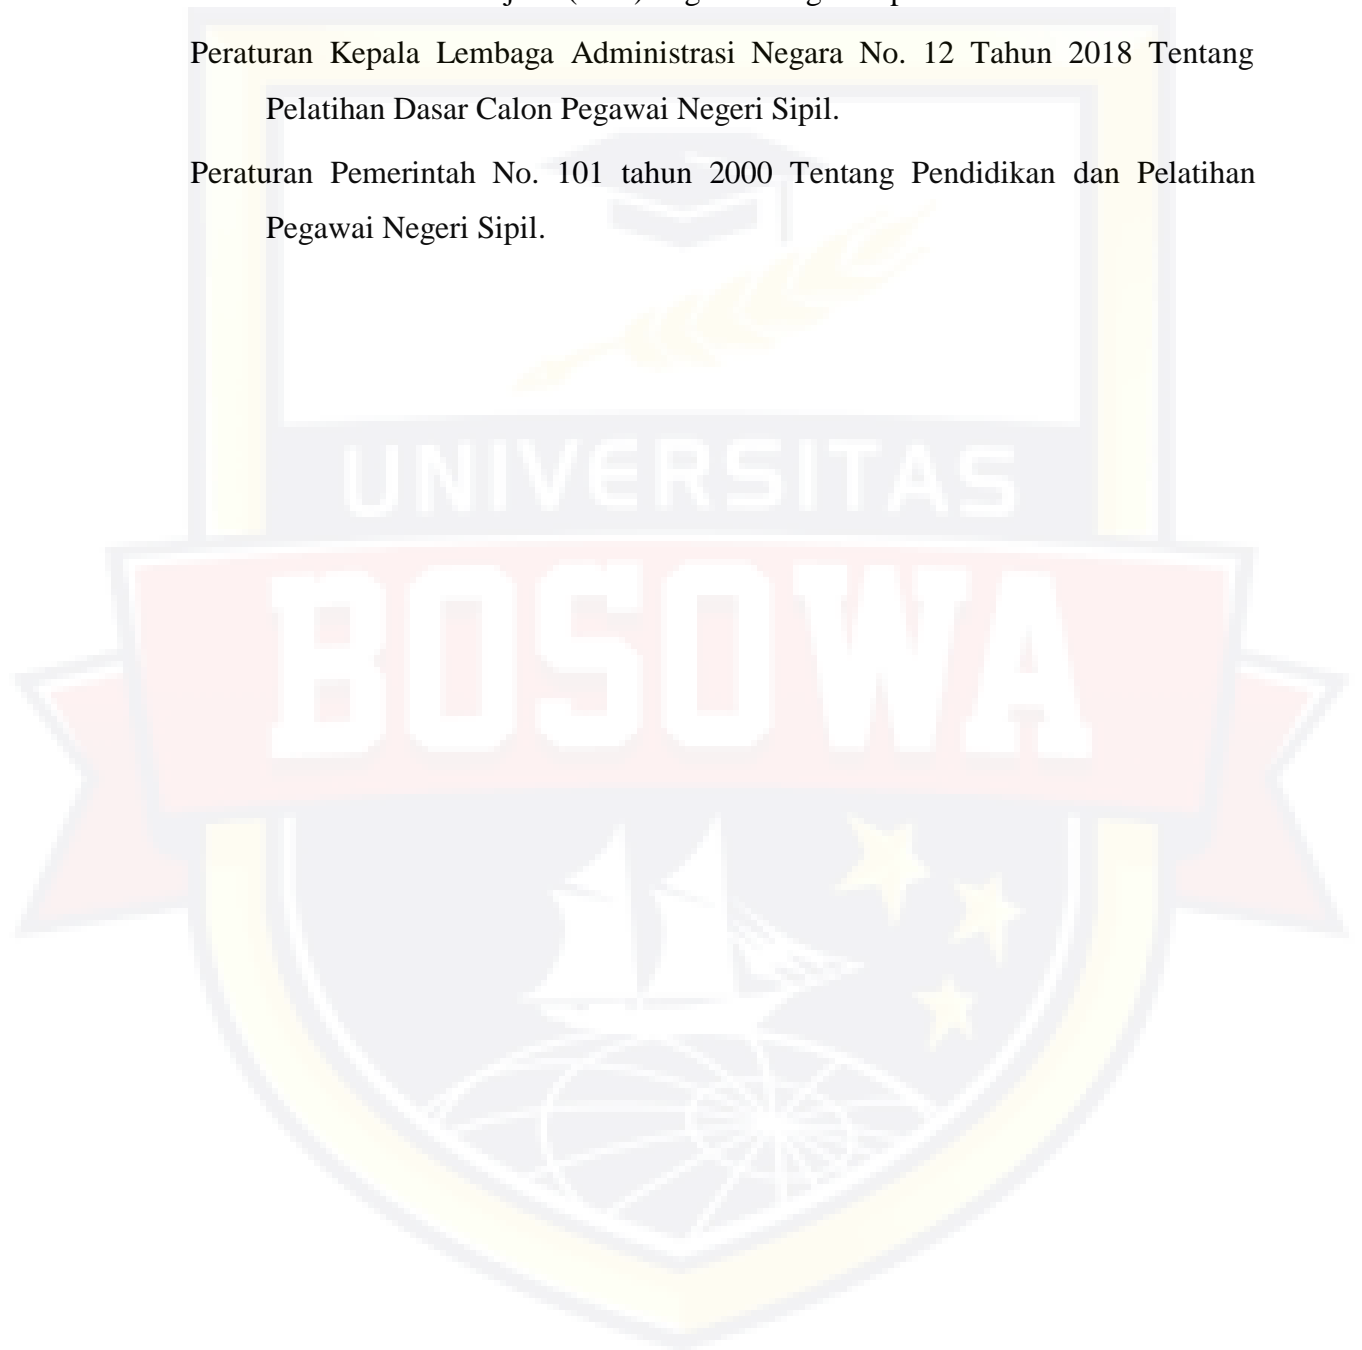 Peraturan Kepala Lembaga Administrasi Negara No. 12 Tahun 2018 Tentang
Pelatihan Dasar Calon Pegawai Negeri Sipil.
Peraturan Pemerintah No. 101 tahun 2000 Tentang Pendidikan dan Pelatihan
Pegawai Negeri Sipil.
UNIVERSITAS
BOSOWA